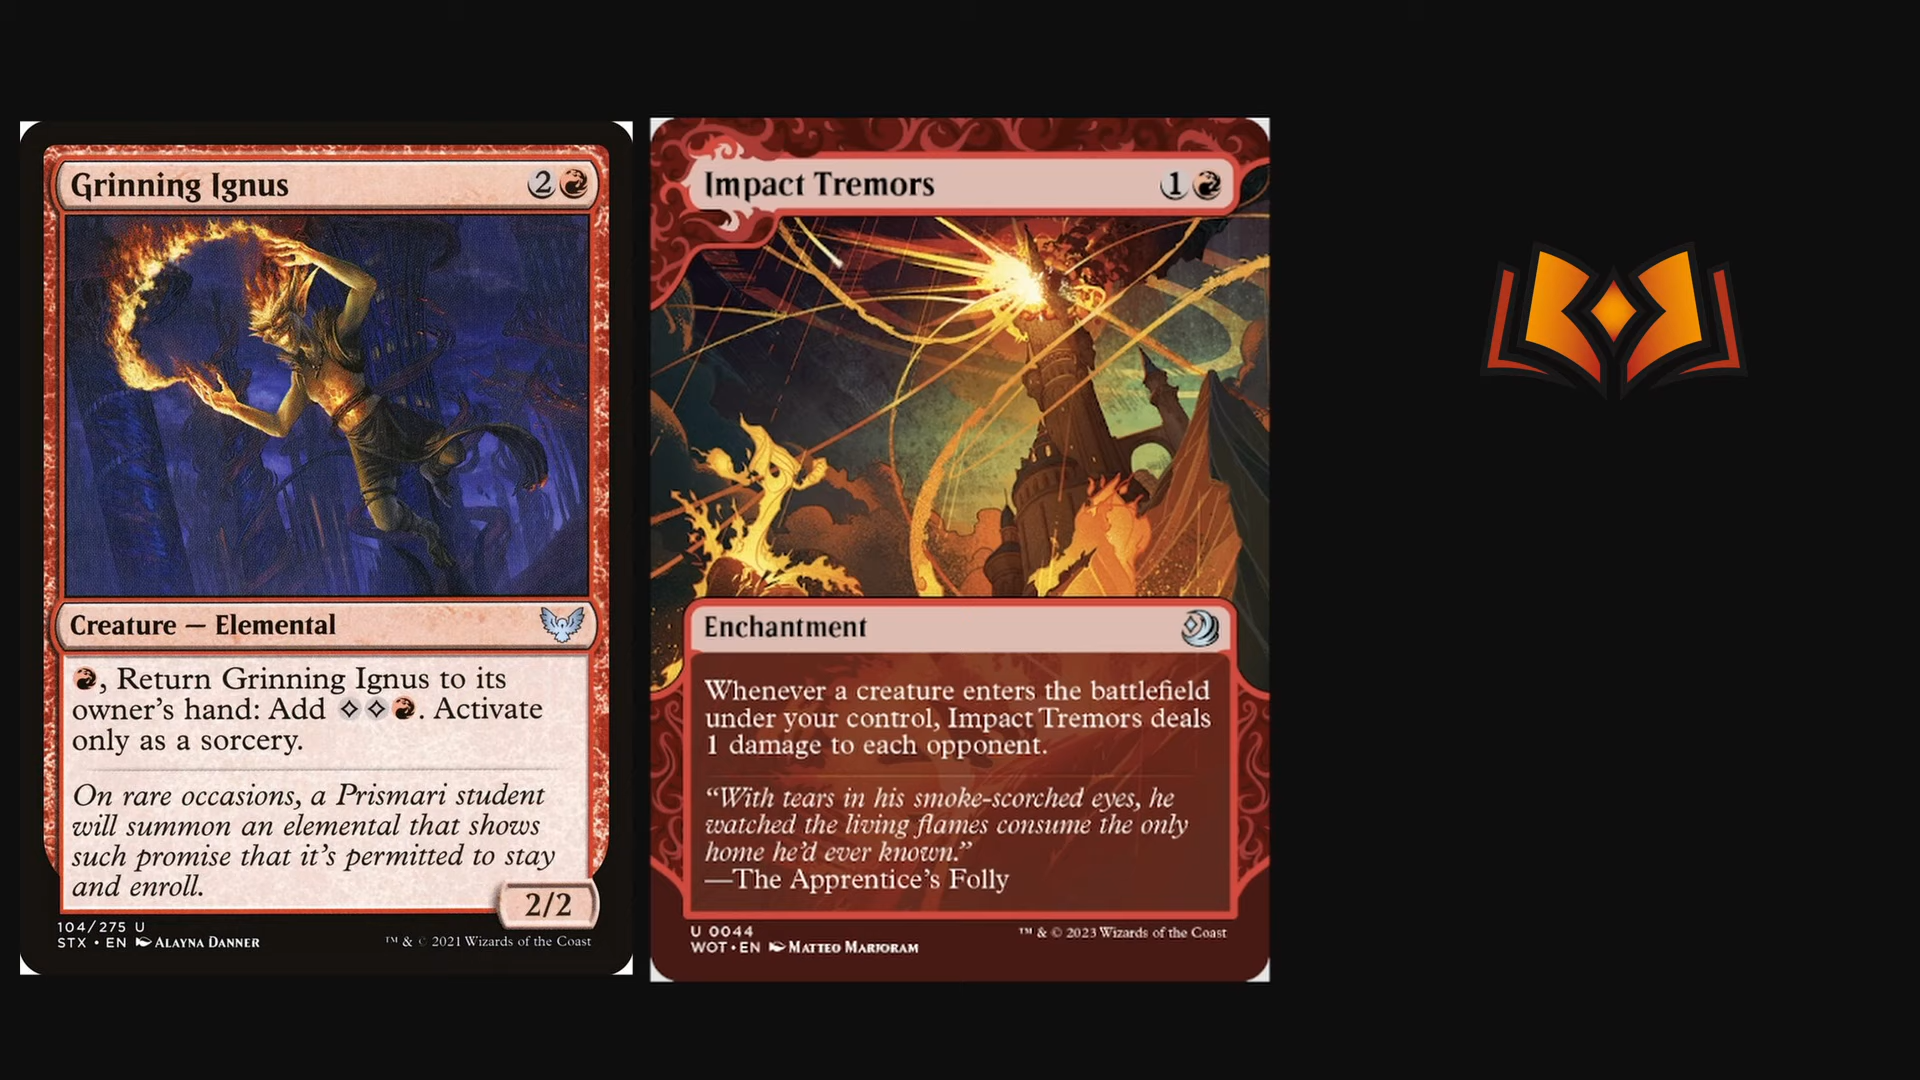 Grinning Ignus
2
Creature — Elemental
, Return Grinning Ignus to its
owner's hand: Add . Activate
only as a sorcery.
On rare occasions, a Prismari student
will summon an elemental that shows
such promise that it's permitted to stay
and enroll.
2/2
104/275 U
STX • EN ALAYNA DANNER
™ & © 2021 Wizards of the Coast
Impact Tremors
1
Enchantment
Whenever a creature enters the battlefield
under your control, Impact Tremors deals
1 damage to each opponent.
“With tears in his smoke-scorched eyes, he
watched the living flames consume the only
home he’d ever known.”
—The Apprentice’s Folly
U 0044
WOT • EN MATTEO MARJORAM
™ & © 2023 Wizards of the Coast